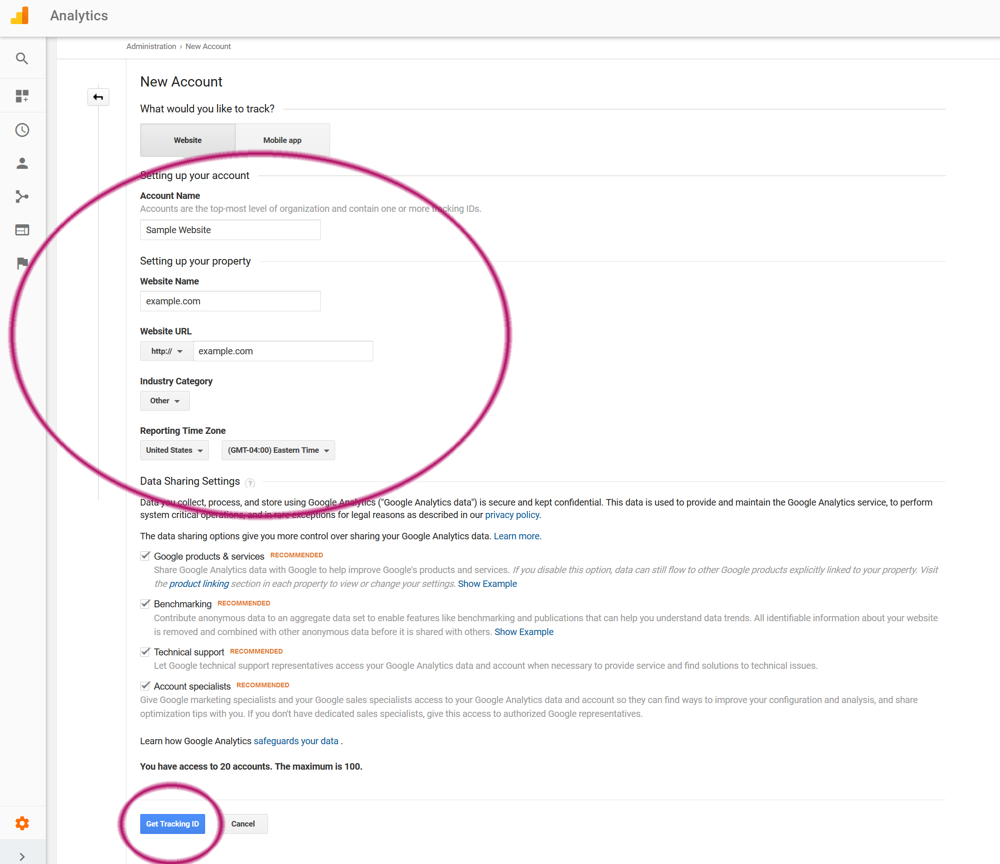 Analytics
Administration › New Account
New Account
What would you like to track?
Website
Mobile app
Setting up your account
Account Name
Accounts are the top-most level of organization and contain one or more tracking IDs.
Sample Website
Setting up your property
Website Name
example.com
Website URL
http://
example.com
Industry Category
Other
Reporting Time Zone
United States
(GMT-04:00) Eastern Time
Data Sharing Settings ?
Data you collect, process, and store using Google Analytics ("Google Analytics data") is secure and kept confidential. This data is used to provide and maintain the Google Analytics service, to perform
system critical operations, and in rare exceptions for legal reasons as described in our privacy policy.
The data sharing options give you more control over sharing your Google Analytics data. Learn more.
Google products & services RECOMMENDED
Share Google Analytics data with Google to help improve Google's products and services. If you disable this option, data can still flow to other Google products explicitly linked to your property. Visit
the product linking section in each property to view or change your settings. Show Example
Benchmarking RECOMMENDED
Contribute anonymous data to an aggregate data set to enable features like benchmarking and publications that can help you understand data trends. All identifiable information about your website
is removed and combined with other anonymous data before it is shared with others. Show Example
Technical support RECOMMENDED
Let Google technical support representatives access your Google Analytics data and account when necessary to provide service and find solutions to technical issues.
Account specialists RECOMMENDED
Give Google marketing specialists and your Google sales specialists access to your Google Analytics data and account so they can find ways to improve your configuration and analysis, and share
optimization tips with you. If you don't have dedicated sales specialists, give this access to authorized Google representatives.
Learn how Google Analytics safeguards your data .
You have access to 20 accounts. The maximum is 100.
Get Tracking ID
Cancel